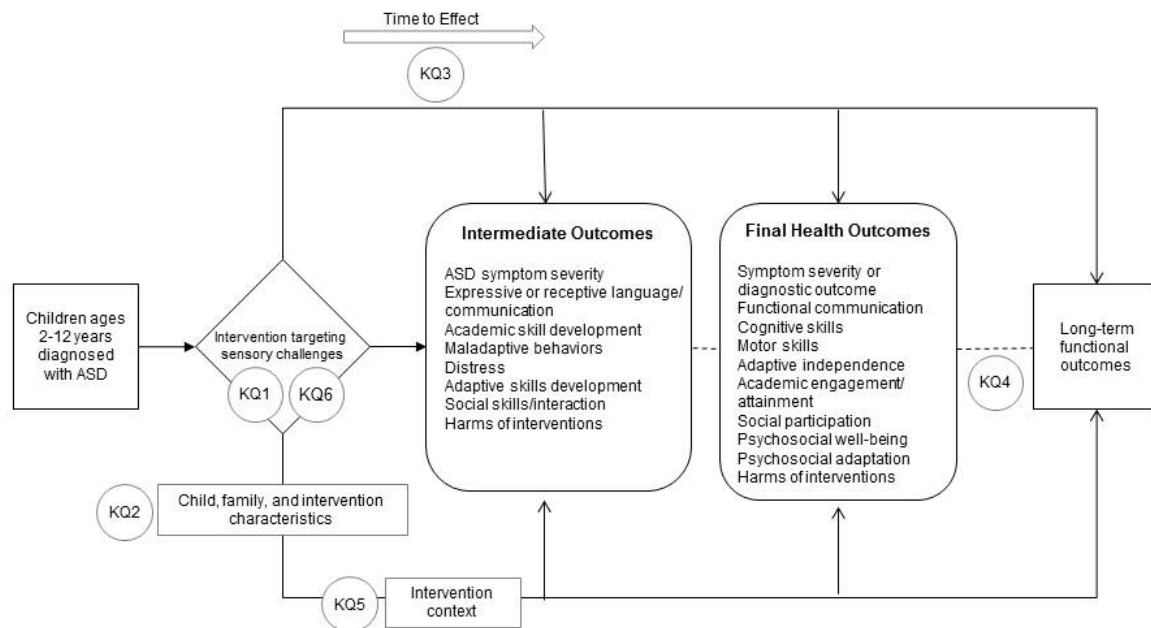 Time to Effect
KQ3
Children ages
2-12 years
diagnosed
with ASD
Intervention targeting
sensory challenges
KQ1
KQ6
Intermediate Outcomes
ASD symptom severity
Expressive or receptive language/
communication
Academic skill development
Maladaptive behaviors
Distress
Adaptive skills development
Social skills/interaction
Harms of interventions
Final Health Outcomes
Symptom severity or
diagnostic outcome
Functional communication
Cognitive skills
Motor skills
Adaptive independence
Academic engagement/
attainment
Social participation
Psychosocial well-being
Psychosocial adaptation
Harms of interventions
KQ4
Long-term
functional
outcomes
KQ2
Child, family, and intervention
characteristics
KQ5
Intervention
context